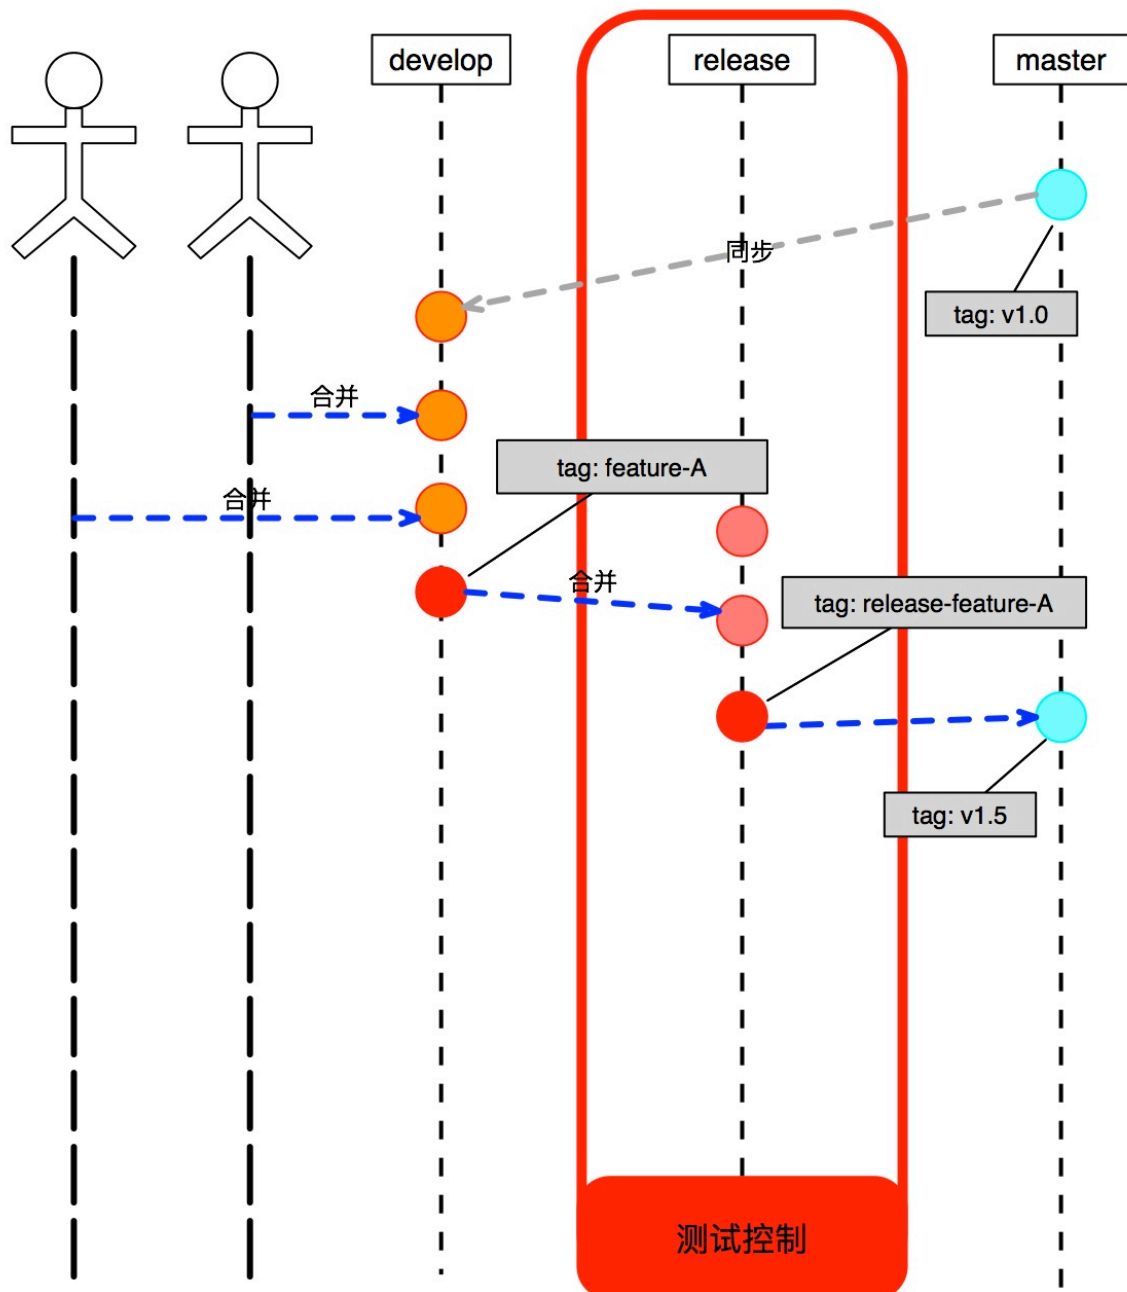 develop
release
master
同步
tag: v1.0
合并
tag: feature-A
合并
合并
tag: release-feature-A
tag: v1.5
测试控制